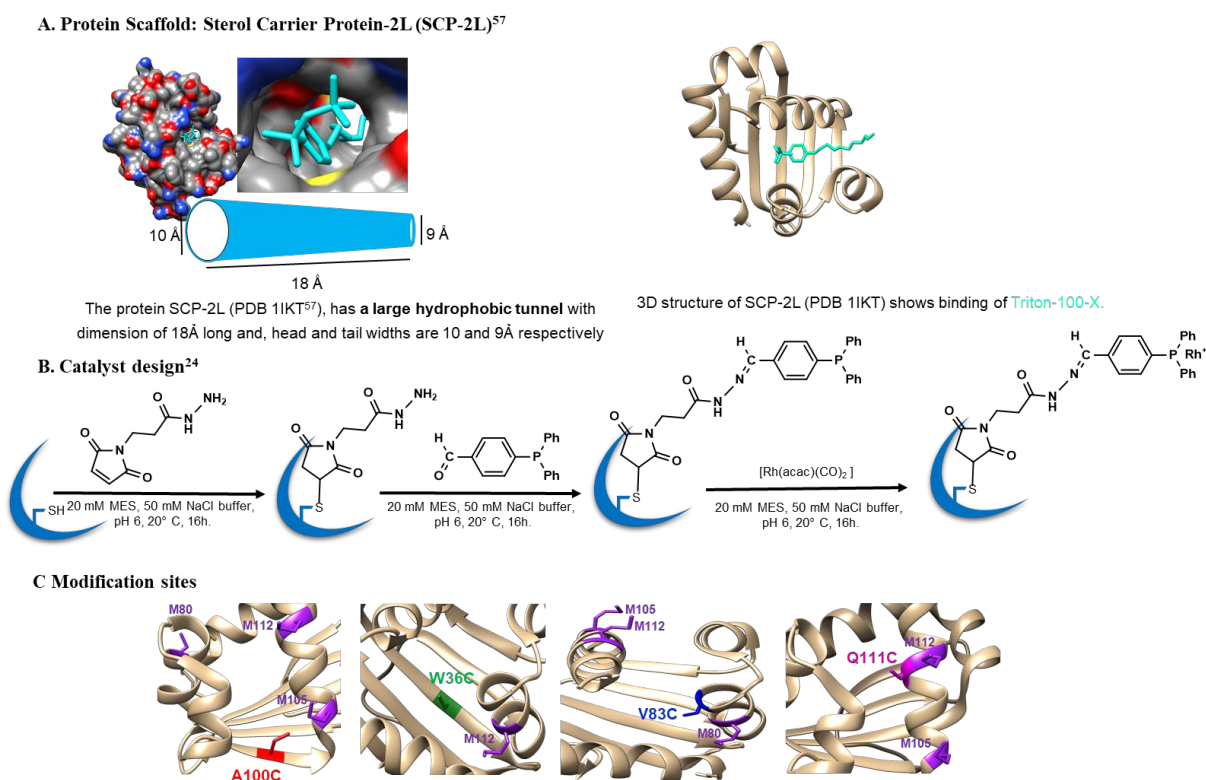 A. Protein Scaffold: Sterol Carrier Protein-2L (SCP-2L)57
10 Å
9 Å
18 Å
The protein SCP-2L (PDB 1IKT57), has a large hydrophobic tunnel with
dimension of 18Å long and, head and tail widths are 10 and 9Å respectively
3D structure of SCP-2L (PDB 1IKT) shows binding of Triton-100-X.
B. Catalyst design24
O
NH2
N
H
O
N
O
SH
20 mM MES, 50 mM NaCl buffer,
pH 6, 20° C, 16h.
O
NH2
N
H
O
N
O
S
H
O
P
Ph
Ph
20 mM MES, 50 mM NaCl buffer,
pH 6, 20° C, 16h.
H
N
O
N
H
O
N
O
S
P
Ph
Ph
[Rh(acac)(CO)2 ]
20 mM MES, 50 mM NaCl buffer,
pH 6, 20° C, 16h.
H
N
O
N
H
O
N
O
S
P
Ph
Rh+
Ph
C Modification sites
M80
M112
M105
A100C
W36C
M112
M105
M112
V83C
M80
M112
Q111C
M105